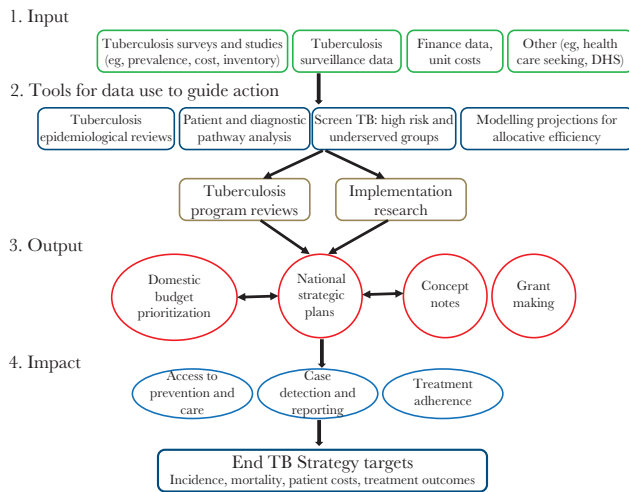 1. Input
Tuberculosis surveys and studies
(eg, prevalence, cost, inventory)
Tuberculosis
surveillance data
Finance data,
unit costs
Other (eg, health
care seeking, DHS)
2. Tools for data use to guide action
Tuberculosis
epidemiological reviews
Patient and diagnostic
pathway analysis
Screen TB: high risk and
underserved groups
Modelling projections for
allocative efficiency
Tuberculosis
program reviews
Implementation
research
3. Output
Domestic
budget
prioritization
National
strategic
plans
Concept
notes
Grant
making
4. Impact
Access to
prevention and
care
Case
detection and
reporting
Treatment
adherence
End TB Strategy targets
Incidence, mortality, patient costs, treatment outcomes